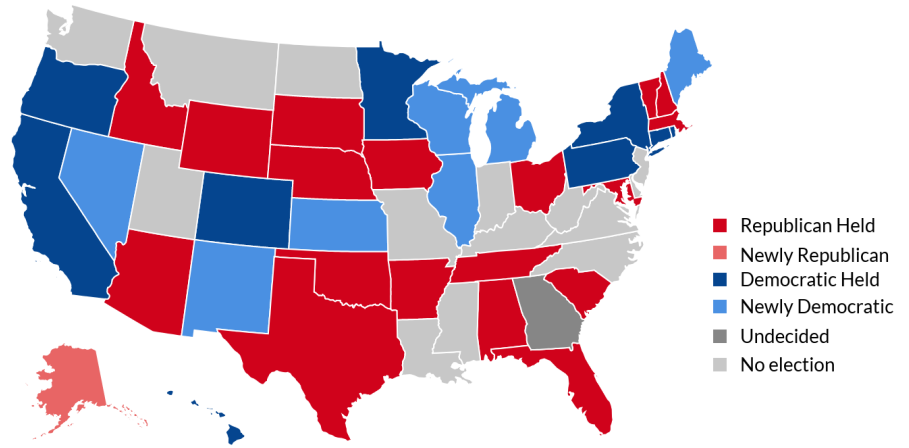 Republican Held
Newly Republican
Democratic Held
Newly Democratic
Undecided
No election